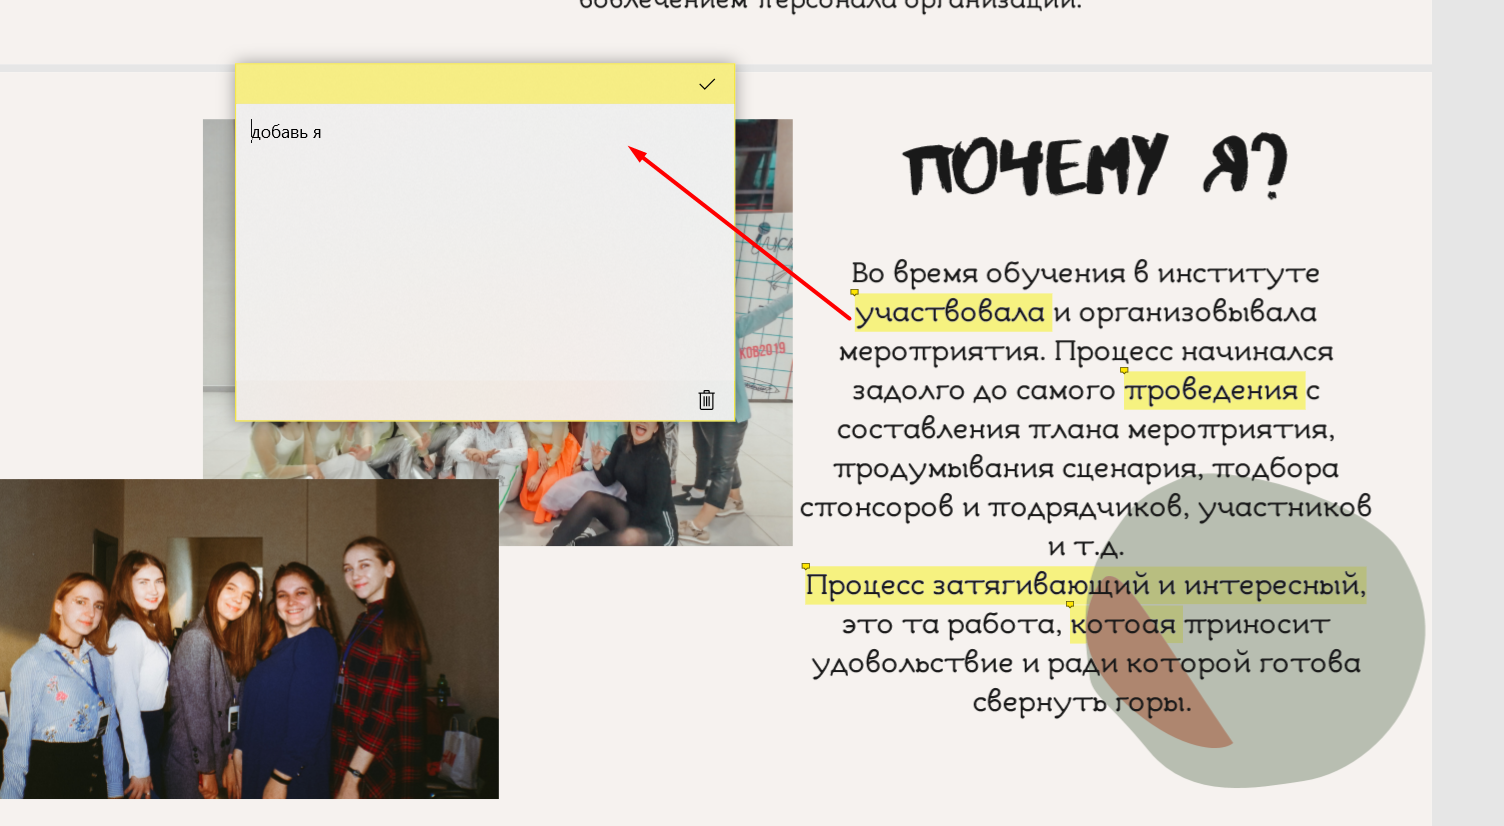 вовлечением персонала организации.
добавь я
ПОЧЕМУ Я?
Во время обучения в институте
участвовала и организовывала
мероприятия. Процесс начинался
задолго до самого проведения с
составления плана мероприятия,
продумывания сценария, подбора
спонсоров и подрядчиков, участников
и т.д.
Процесс затягивающий и интересный,
это та работа, котоая приносит
удовольствие и ради которой готова
свернуть горы.